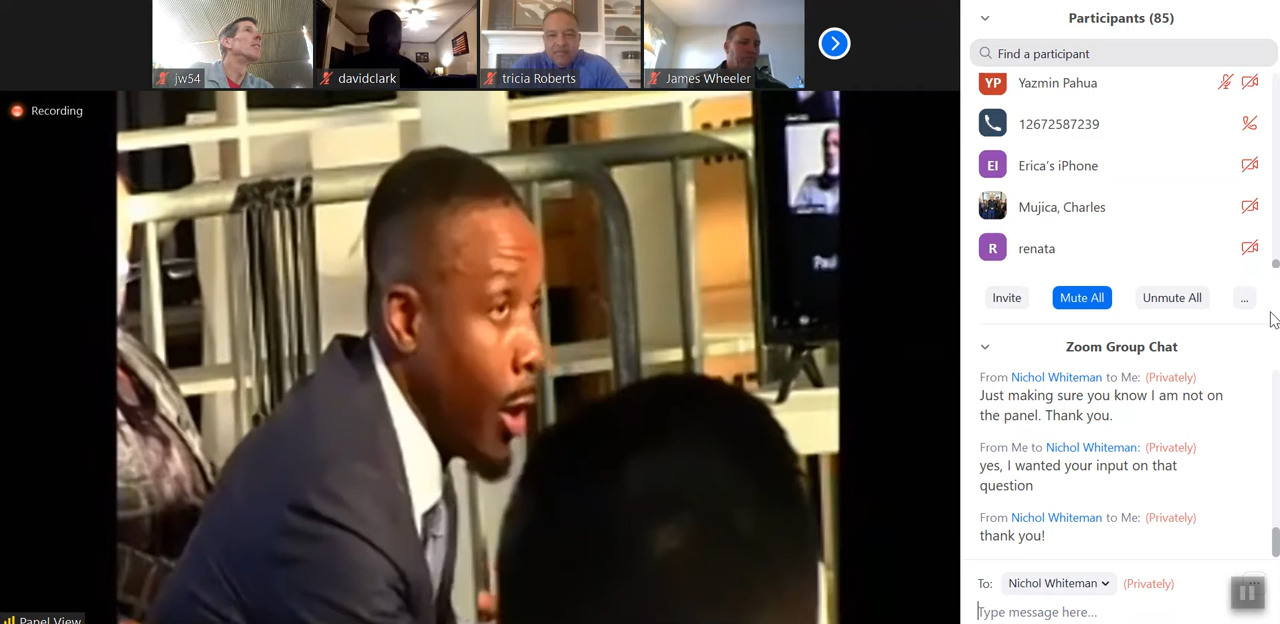 jw54
davidclark
tricia Roberts
James Wheeler
Recording
Panel View
Participants (85)
Find a participant
YP Yazmin Pahua
12672587239
EI Erica's iPhone
Mujica, Charles
R renata
Invite Mute All Unmute All ...
Zoom Group Chat
From Nichol Whiteman to Me: (Privately)
Just making sure you know I am not on
the panel. Thank you.
From Me to Nichol Whiteman: (Privately)
yes, I wanted your input on that
question
From Nichol Whiteman to Me: (Privately)
thank you!
To: Nichol Whiteman (Privately)
Type message here...